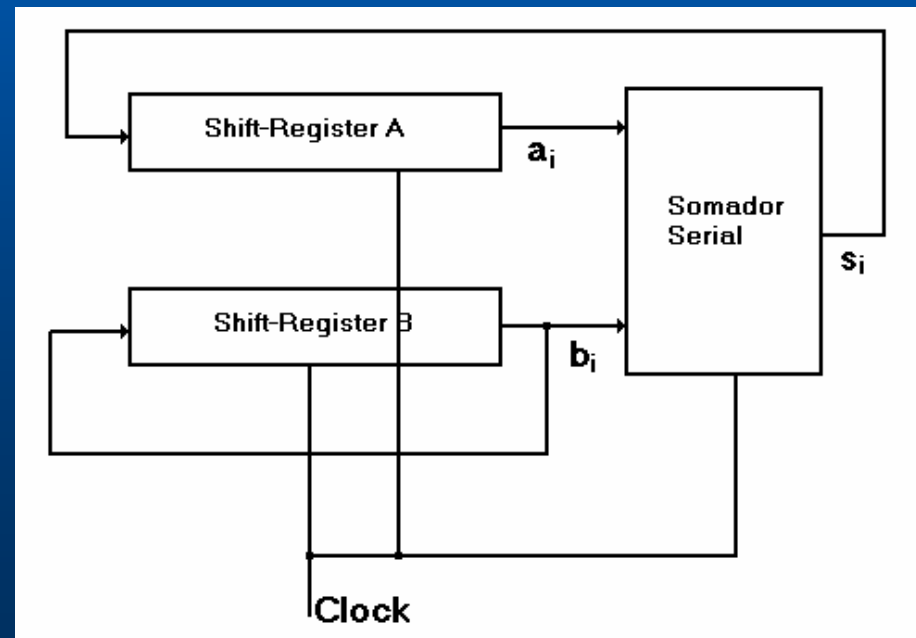 Shift-Register A
aᵢ
Somador
Serial
sᵢ
Shift-Register B
bᵢ
Clock